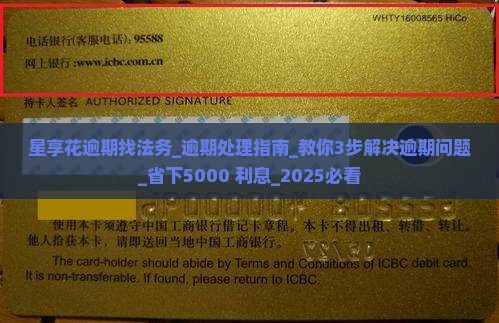 WHTY16008565 HiCo
电话银行(客服电话):95588
网上银行:www.icbc.com.cn
持卡人签名 AUTHORIZED SIGNATURE
星享花逾期找法务_逾期处理指南_教你3步解决逾期问题
_省下5000 利息_2025必看
使用本卡须遵守中国工商银行借记卡章程。本卡不得出租、转借、转让。
他人拾获本卡，请即送回当地中国工商银行。
The card-holder should abide by Terms and Conditions of ICBC debit card.
It is non-transferable. If found, please return to ICBC.